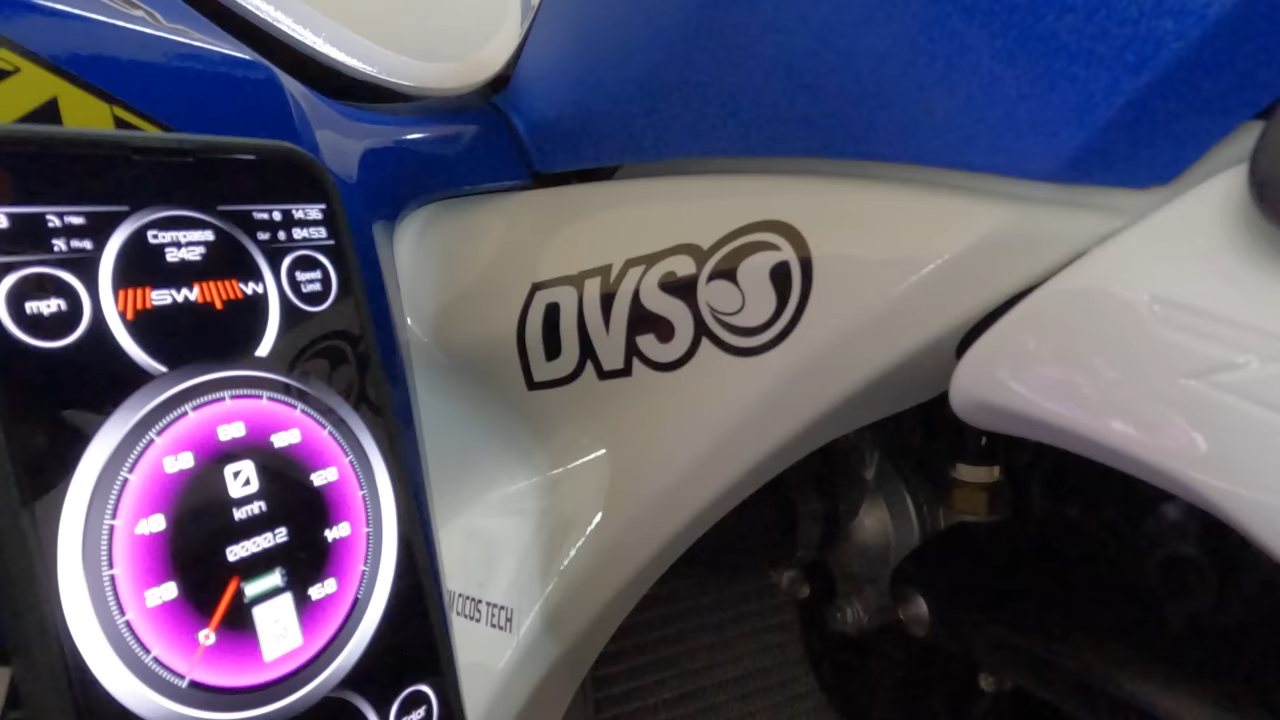 Max
Avg
Time
14:36
Dur
04:53
Compass
242°
SW
W
mph
Speed
Limit
20
40
60
80
100
120
140
160
0
kmh
0000.2
DVS
CICOS TECH